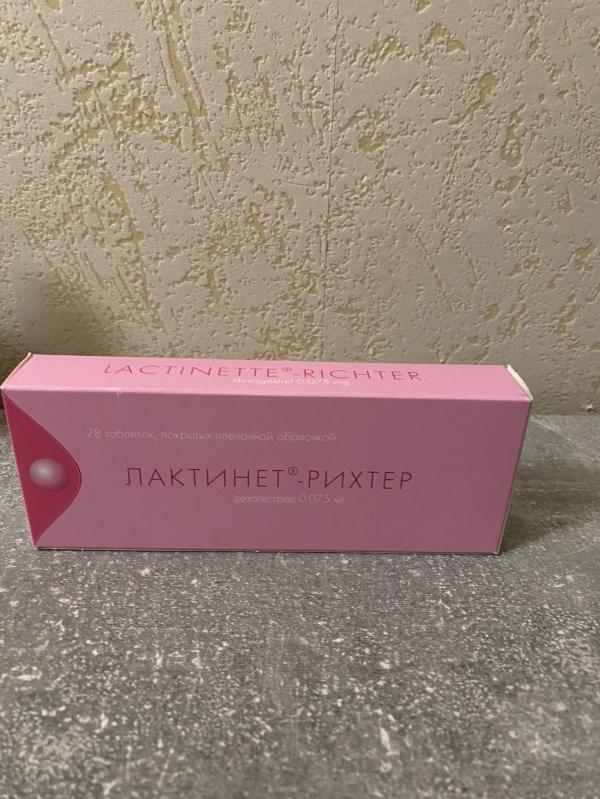 LACTINETTE®-RICHTER
desogestrel 0.075 mg
28 таблеток, покрытых пленочной оболочкой
ЛАКТИНЕТ®-РИХТЕР
дезогестрел 0,075 мг